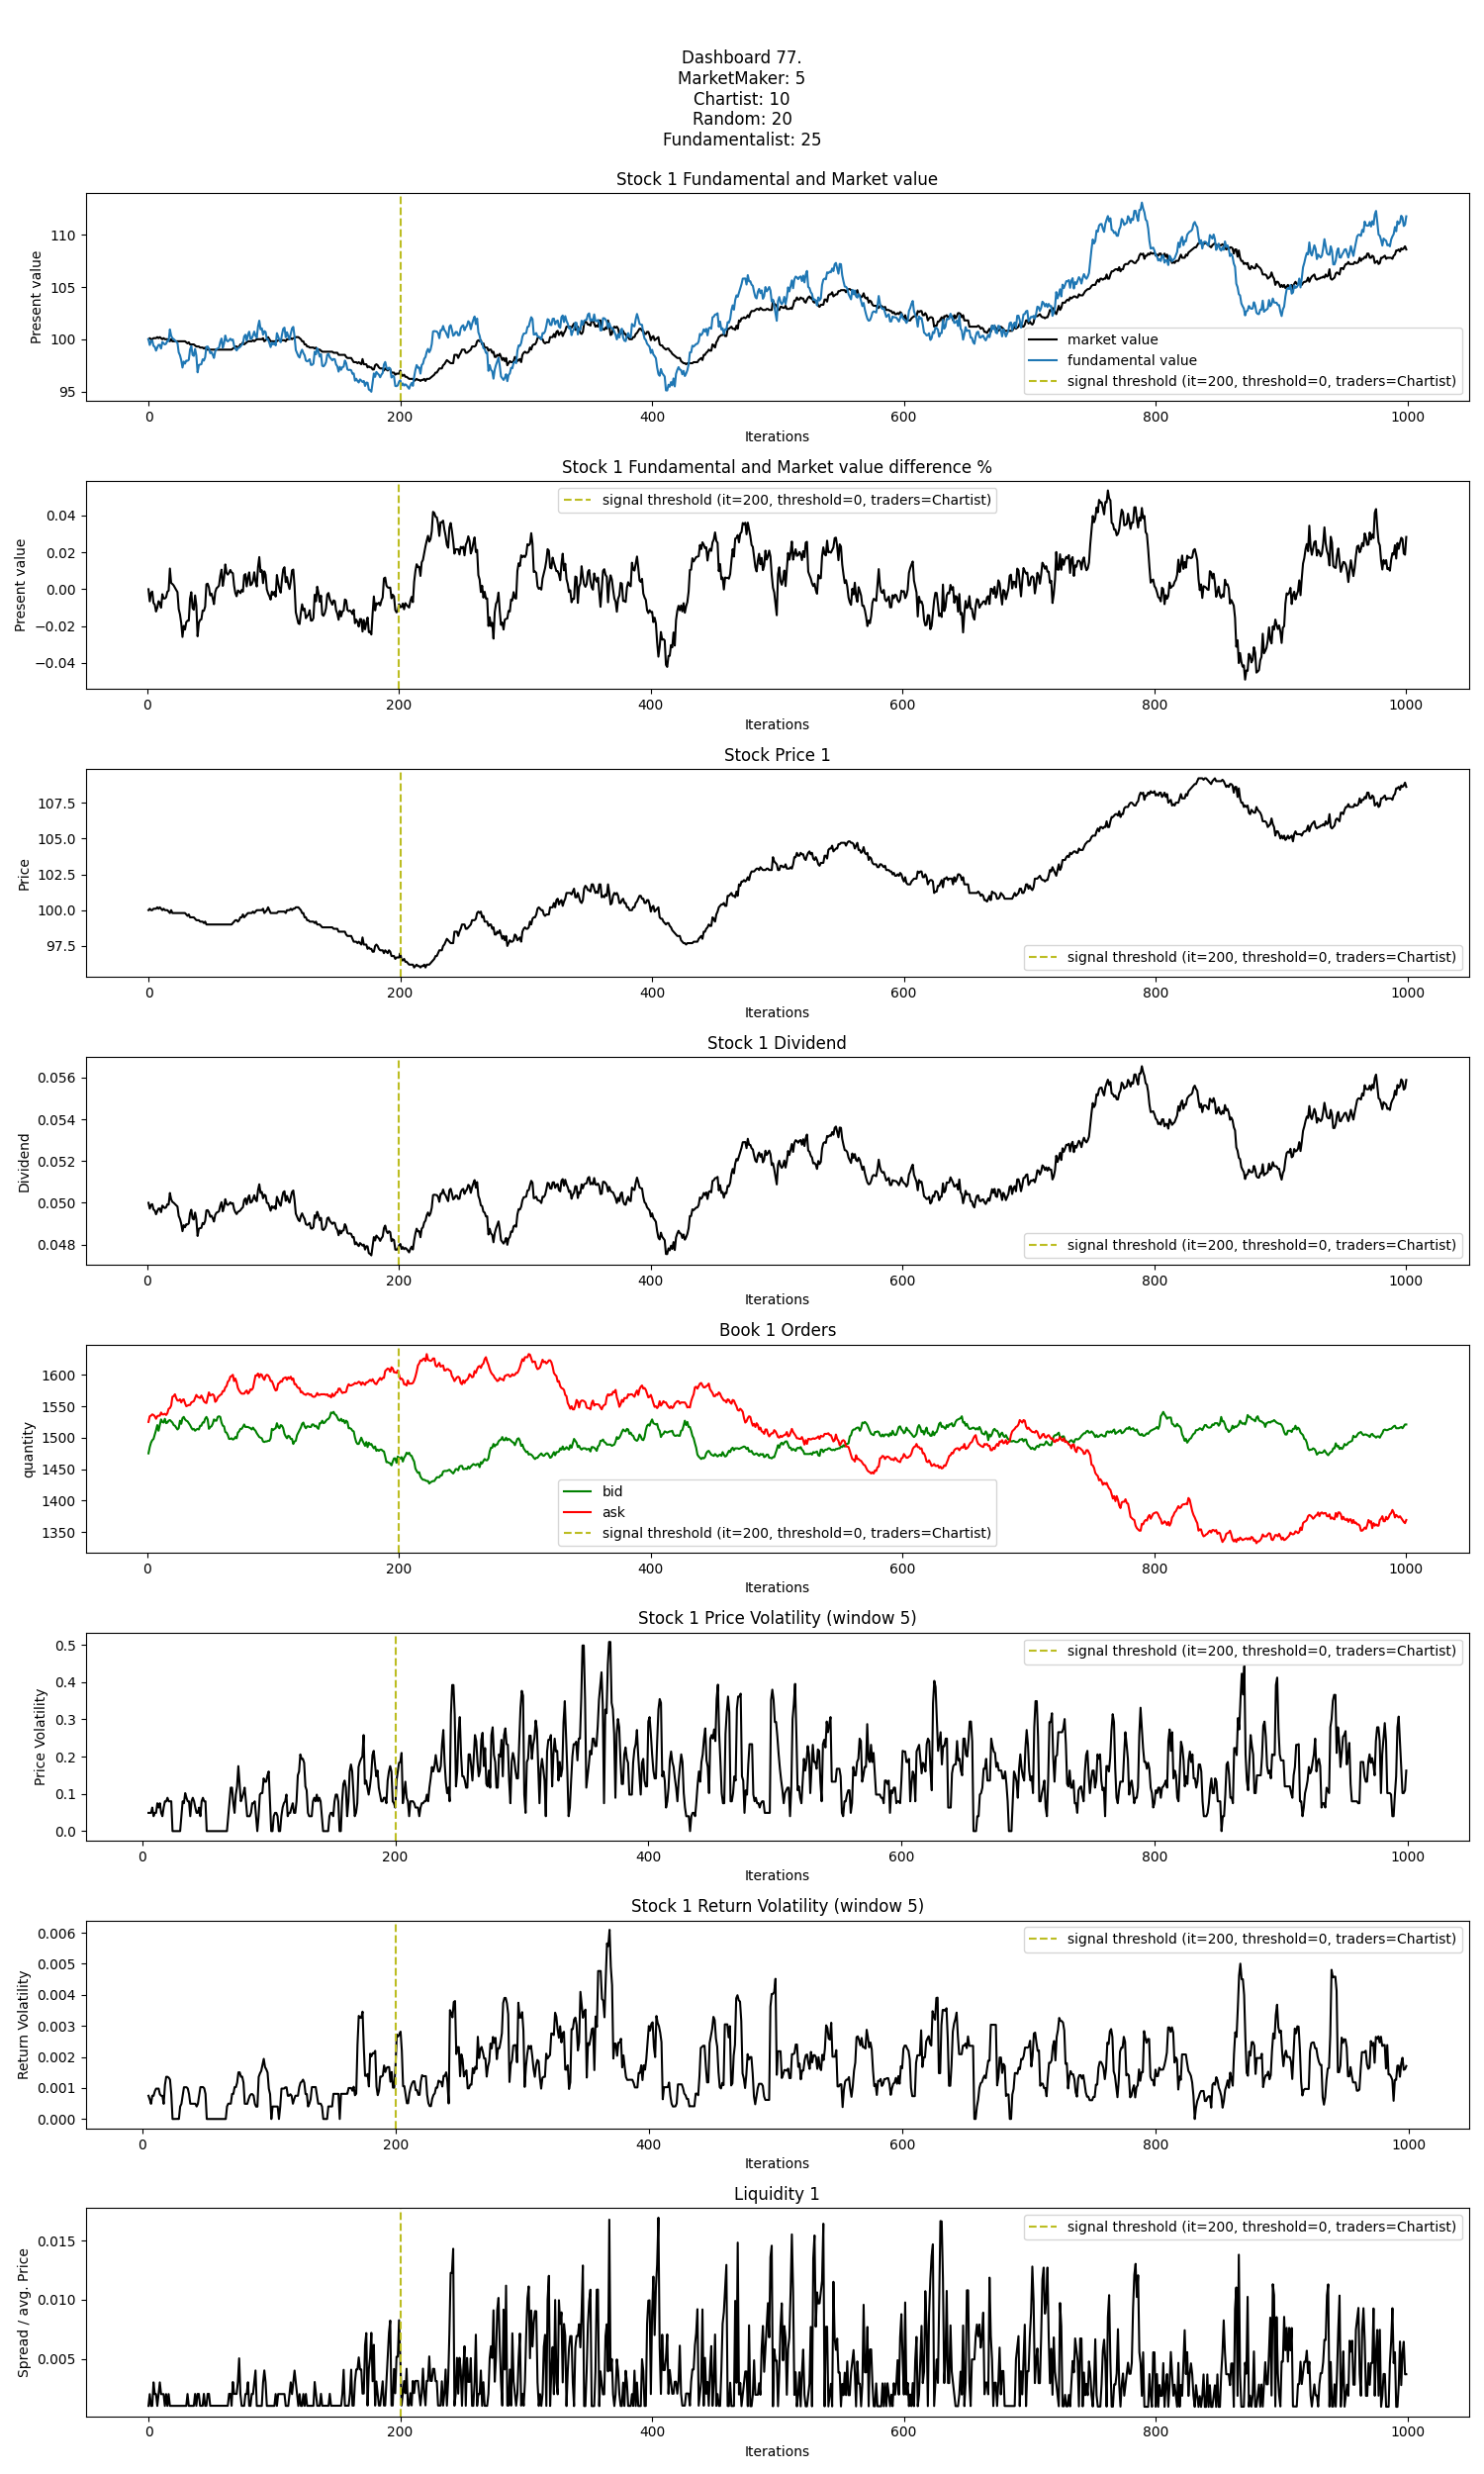 Dashboard 77.
MarketMaker: 5
Chartist: 10
Random: 20
Fundamentalist: 25
Stock 1 Fundamental and Market value
Present value
110
105
100
95
market value
fundamental value
signal threshold (it=200, threshold=0, traders=Chartist)
0 200 400 600 800 1000
Iterations
Stock 1 Fundamental and Market value difference %
Present value
0.04
0.02
0.00
−0.02
−0.04
signal threshold (it=200, threshold=0, traders=Chartist)
0 200 400 600 800 1000
Iterations
Stock Price 1
Price
107.5
105.0
102.5
100.0
97.5
signal threshold (it=200, threshold=0, traders=Chartist)
0 200 400 600 800 1000
Iterations
Stock 1 Dividend
Dividend
0.056
0.054
0.052
0.050
0.048
signal threshold (it=200, threshold=0, traders=Chartist)
0 200 400 600 800 1000
Iterations
Book 1 Orders
quantity
1600
1550
1500
1450
1400
1350
bid
ask
signal threshold (it=200, threshold=0, traders=Chartist)
0 200 400 600 800 1000
Iterations
Stock 1 Price Volatility (window 5)
Price Volatility
0.5
0.4
0.3
0.2
0.1
0.0
signal threshold (it=200, threshold=0, traders=Chartist)
0 200 400 600 800 1000
Iterations
Stock 1 Return Volatility (window 5)
Return Volatility
0.006
0.005
0.004
0.003
0.002
0.001
0.000
signal threshold (it=200, threshold=0, traders=Chartist)
0 200 400 600 800 1000
Iterations
Liquidity 1
Spread / avg. Price
0.015
0.010
0.005
signal threshold (it=200, threshold=0, traders=Chartist)
0 200 400 600 800 1000
Iterations